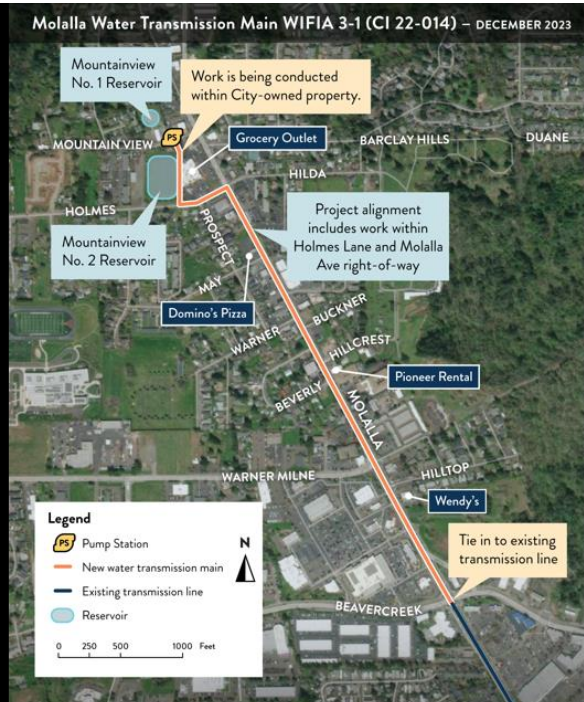 Molalla Water Transmission Main WIFIA 3-1 (CI 22-014) – DECEMBER 2023
Mountainview
No. 1 Reservoir
Work is being conducted
within City-owned property.
PS
Grocery Outlet
MOUNTAIN VIEW
BARCLAY HILLS
DUANE
HILDA
HOLMES
PROSPECT
Mountainview
No. 2 Reservoir
Project alignment
includes work within
Holmes Lane and Molalla
Ave right-of-way
MAY
Domino's Pizza
WARNER
BUCKNER
HILLCREST
BEVERLY
Pioneer Rental
MOLALLA
WARNER MILNE
HILLTOP
Wendy's
Tie in to existing
transmission line
BEAVERCREEK
Legend
PS Pump Station
N
New water transmission main
Existing transmission line
Reservoir
0 250 500 1000 Feet